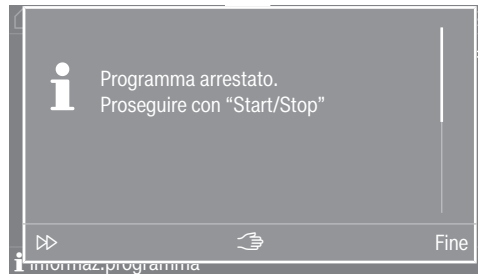 Programma arrestato.
Proseguire con “Start/Stop”
Fine
Informaz.programma